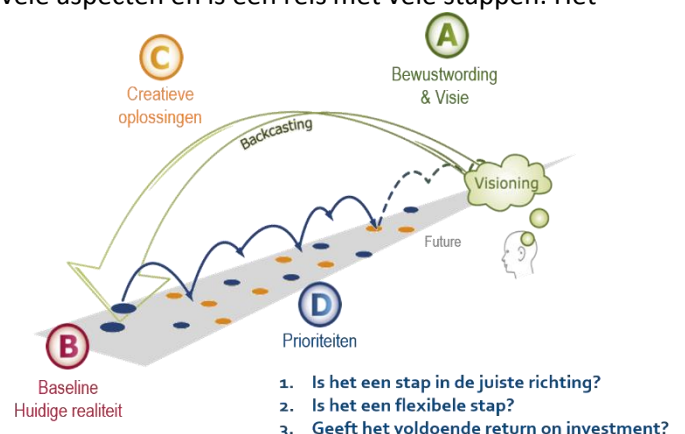 vele aspecten en is een reis met vele stappen. Het
A
Bewustwording
& Visie
C
Creatieve
oplossingen
Backcasting
Visioning
Future
D
Prioriteiten
B
Baseline
Huidige realiteit
1. Is het een stap in de juiste richting?
2. Is het een flexibele stap?
3. Geeft het voldoende return on investment?